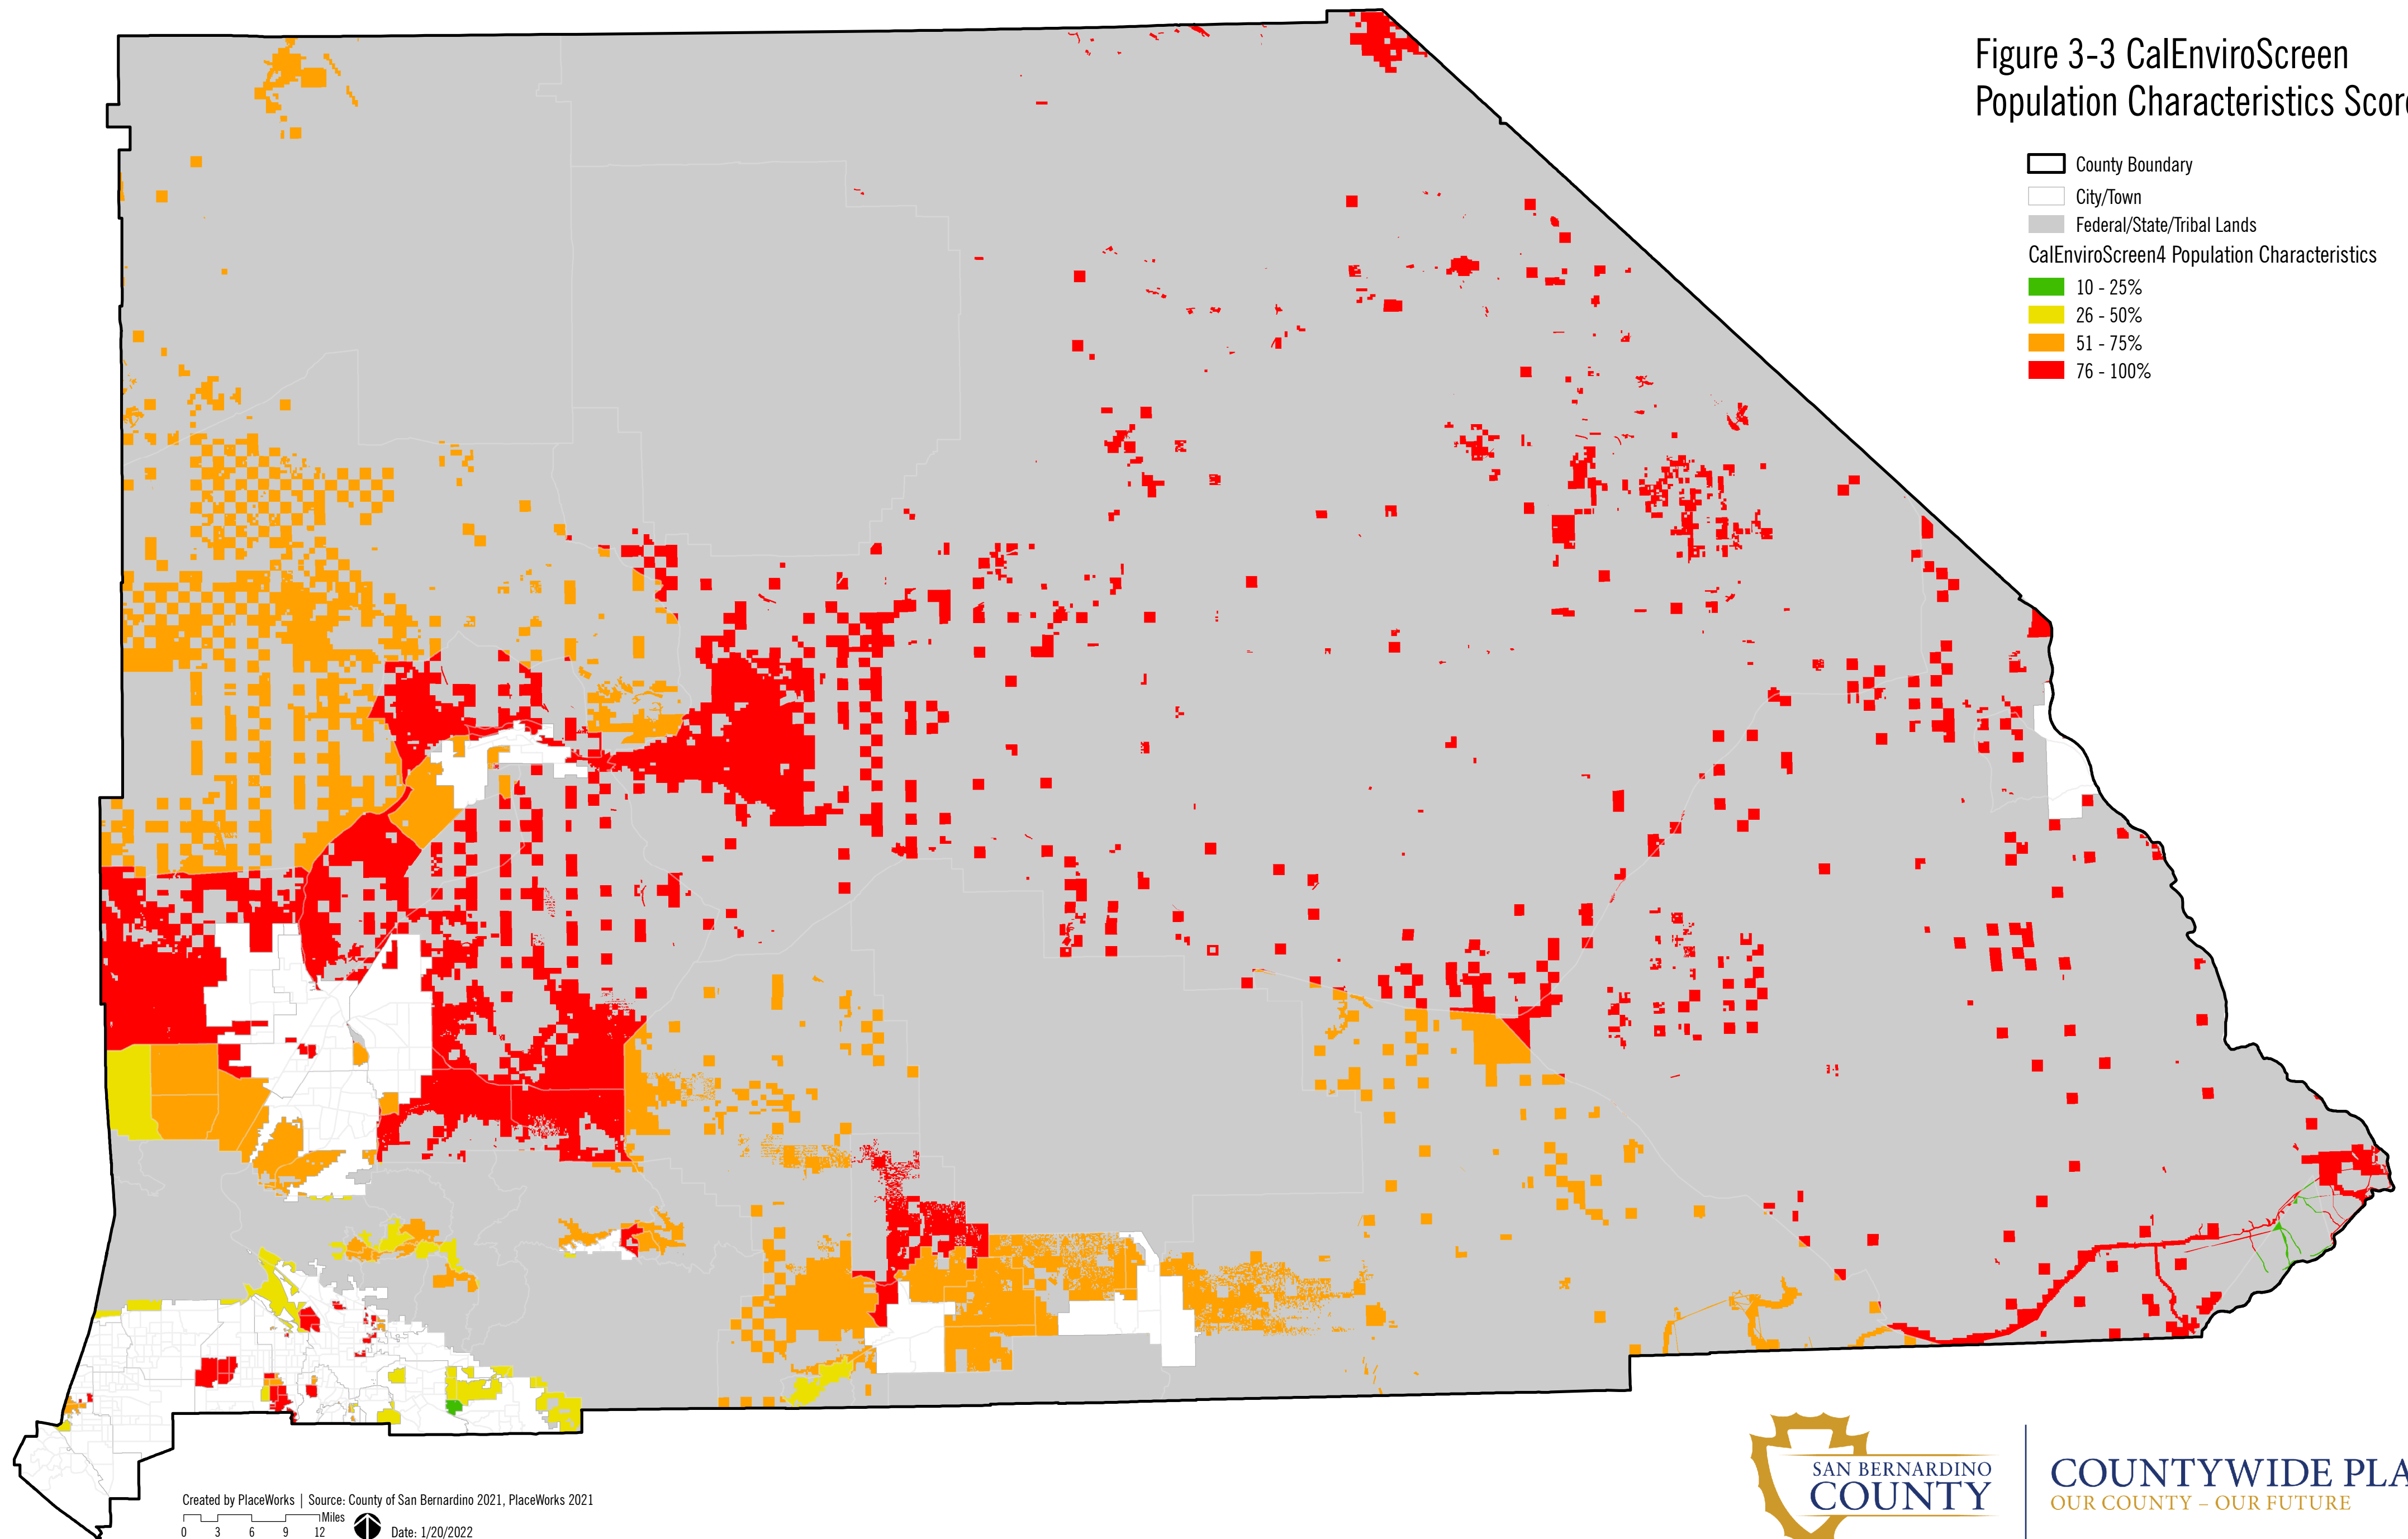 Figure 3-3 CalEnviroScreen
Population Characteristics Scor
County Boundary
City/Town
Federal/State/Tribal Lands
CalEnviroScreen4 Population Characteristics
10 - 25%
26 - 50%
51 - 75%
76 - 100%
SAN BERNARDINO
COUNTY
COUNTYWIDE PLA
OUR COUNTY – OUR FUTURE
Created by PlaceWorks | Source: County of San Bernardino 2021, PlaceWorks 2021
Miles
0 3 6 9 12
Date: 1/20/2022